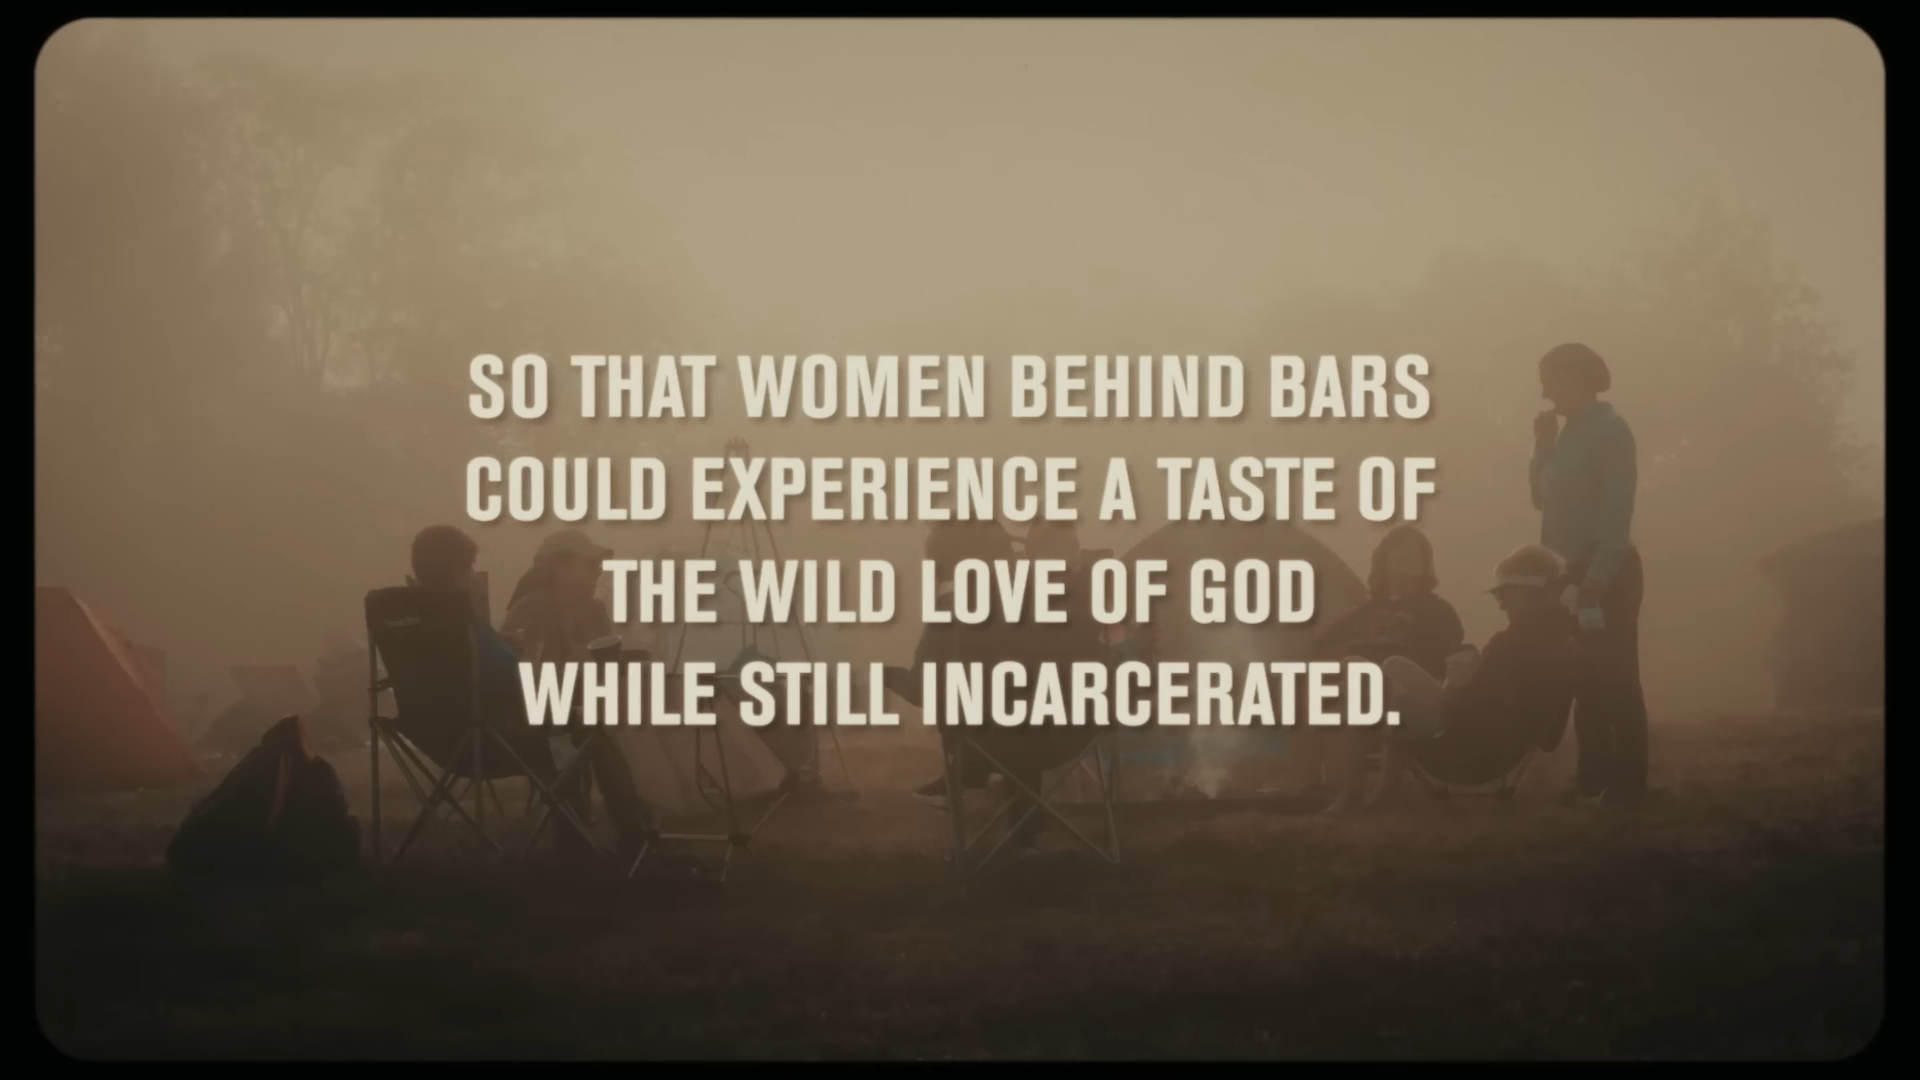 SO THAT WOMEN BEHIND BARS
COULD EXPERIENCE A TASTE OF
THE WILD LOVE OF GOD
WHILE STILL INCARCERATED.